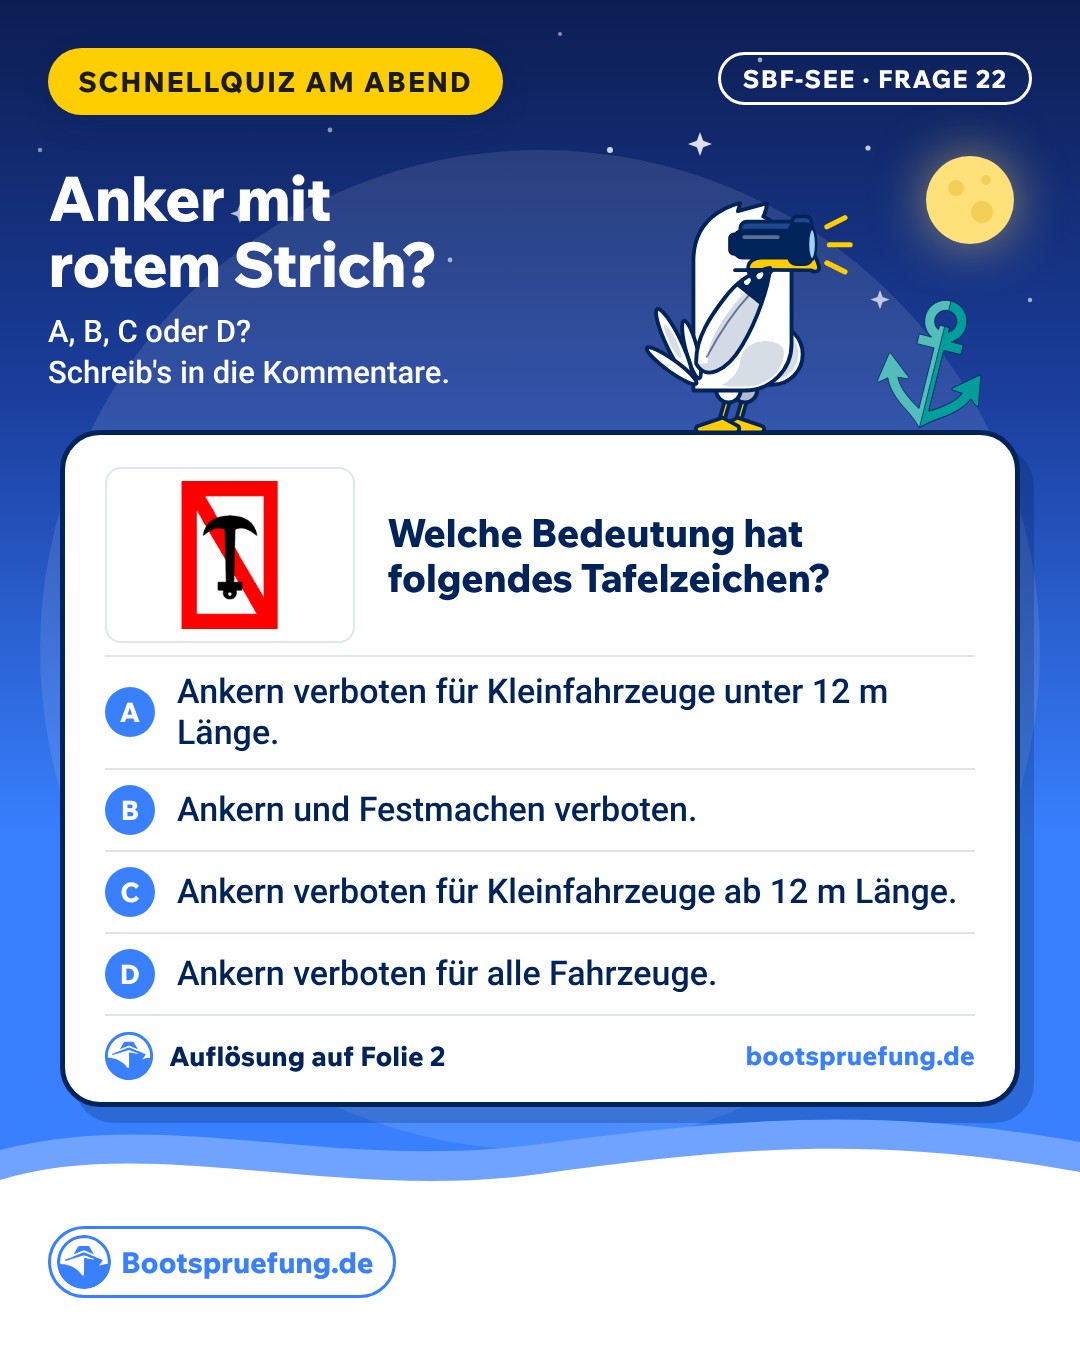 SCHNELLQUIZ AM ABEND
SBF-SEE · FRAGE 22
Anker mit
rotem Strich?
A, B, C oder D?
Schreib's in die Kommentare.
Welche Bedeutung hat
folgendes Tafelzeichen?
A Ankern verboten für Kleinfahrzeuge unter 12 m
Länge.
B Ankern und Festmachen verboten.
C Ankern verboten für Kleinfahrzeuge ab 12 m Länge.
D Ankern verboten für alle Fahrzeuge.
Auflösung auf Folie 2
bootspruefung.de
Bootspruefung.de